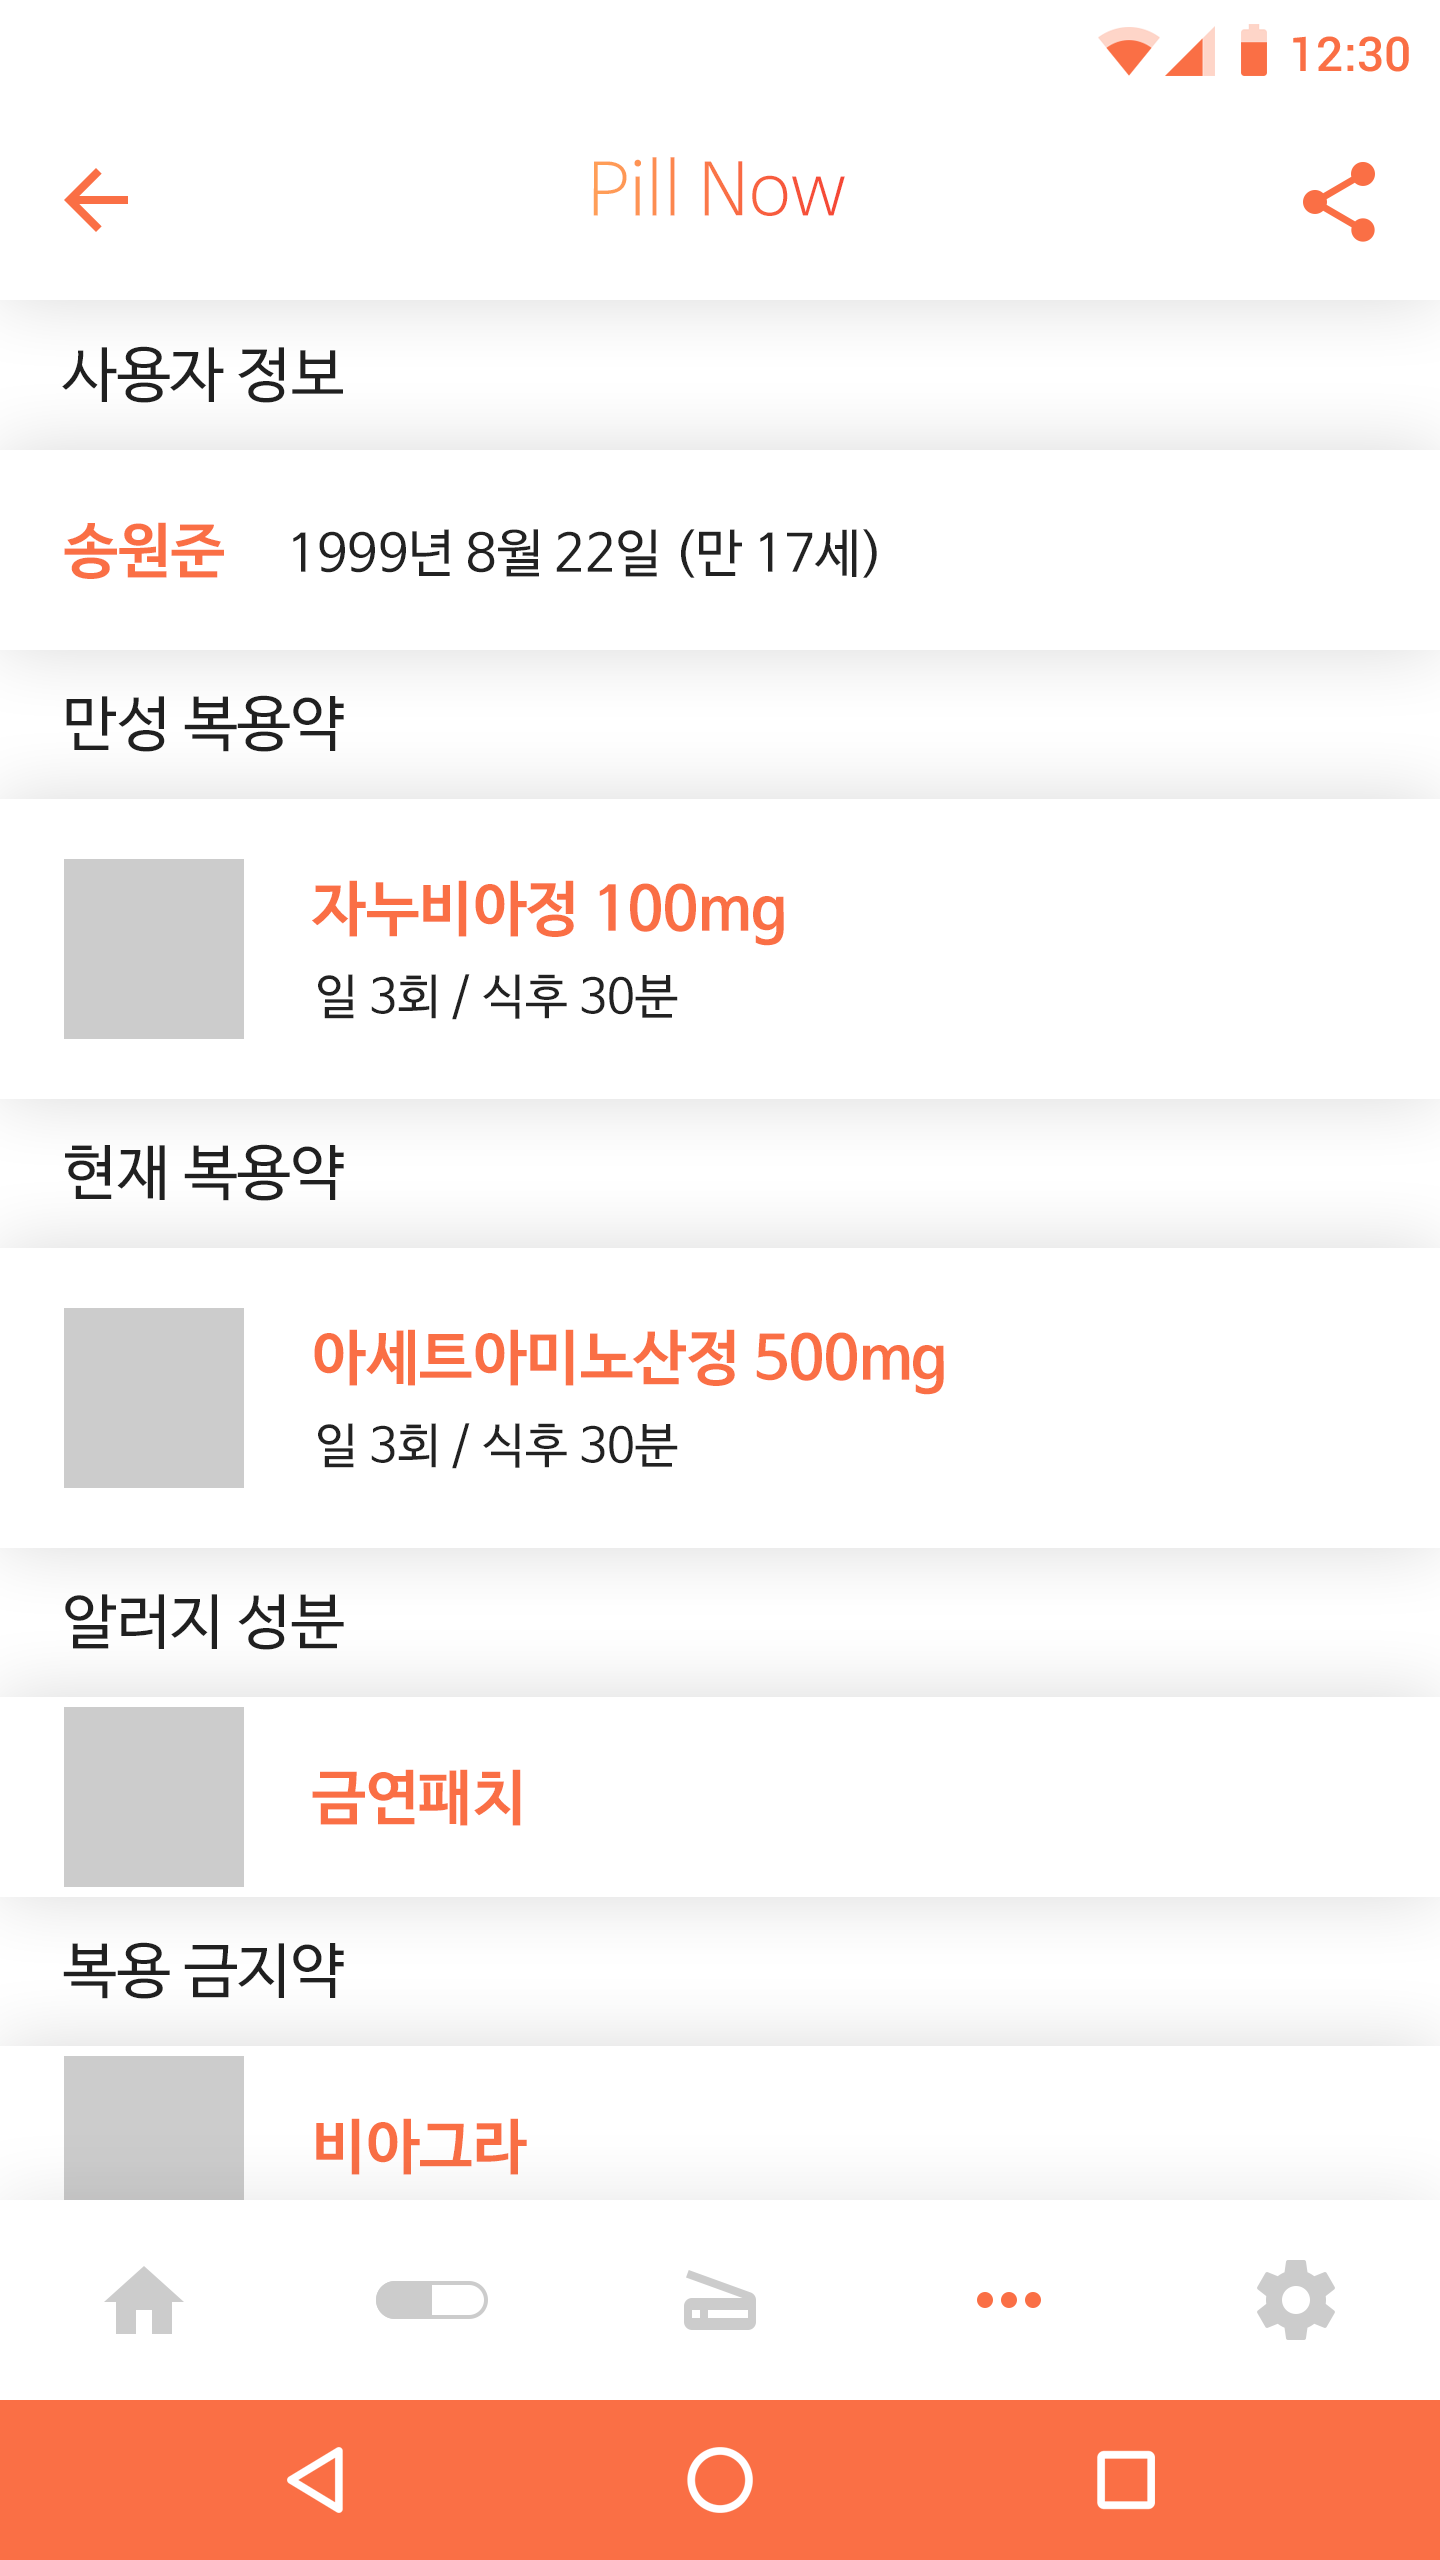 12:30
Pill Now
사용자 정보
송원준 1999년 8월 22일 (만 17세)
만성 복용약
자누비아정 100mg
일 3회 / 식후 30분
현재 복용약
아세트아미노산정 500mg
일 3회 / 식후 30분
알러지 성분
금연패치
복용 금지약
비아그라